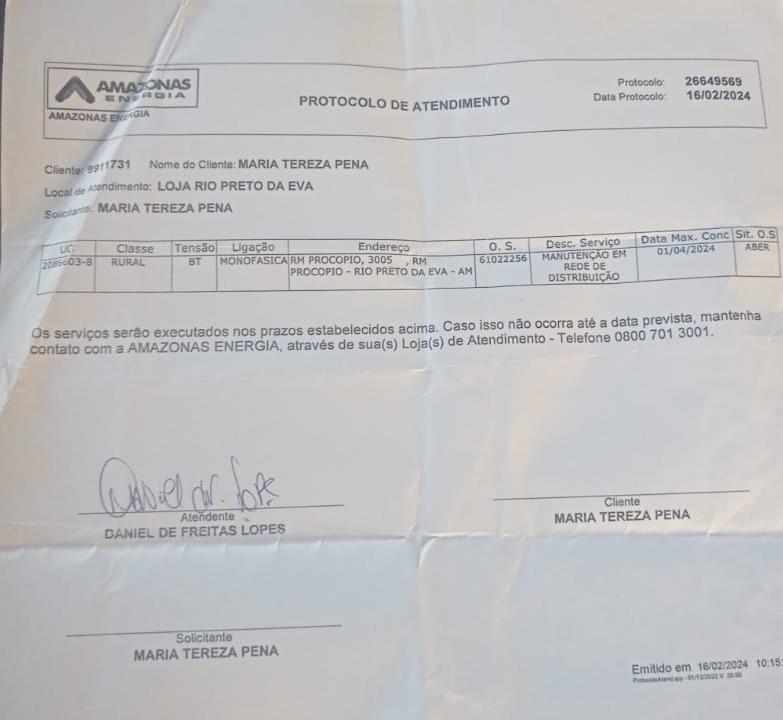 AMAZONAS
ENERGIA
AMAZONAS ENERGIA
PROTOCOLO DE ATENDIMENTO
Protocolo: 26649569
Data Protocolo: 16/02/2024
Cliente: 9911731 Nome do Cliente: MARIA TEREZA PENA
Local de Atendimento: LOJA RIO PRETO DA EVA
Solicitante: MARIA TEREZA PENA
UC Classe Tensão Ligação Endereço O. S. Desc. Serviço Data Max. Conc Sit. O.S
RURAL BT MONOFASICA RM PROCOPIO, 3005 , RM PROCOPIO - RIO PRETO DA EVA - AM 61022256 MANUTENÇÃO EM REDE DE DISTRIBUIÇÃO 01/04/2024 ABER
Os serviços serão executados nos prazos estabelecidos acima. Caso isso não ocorra até a data prevista, mantenha
contato com a AMAZONAS ENERGIA, através de sua(s) Loja(s) de Atendimento - Telefone 0800 701 3001.
Atendente
DANIEL DE FREITAS LOPES
Cliente
MARIA TEREZA PENA
Solicitante
MARIA TEREZA PENA
Emitido em 16/02/2024 10:15: